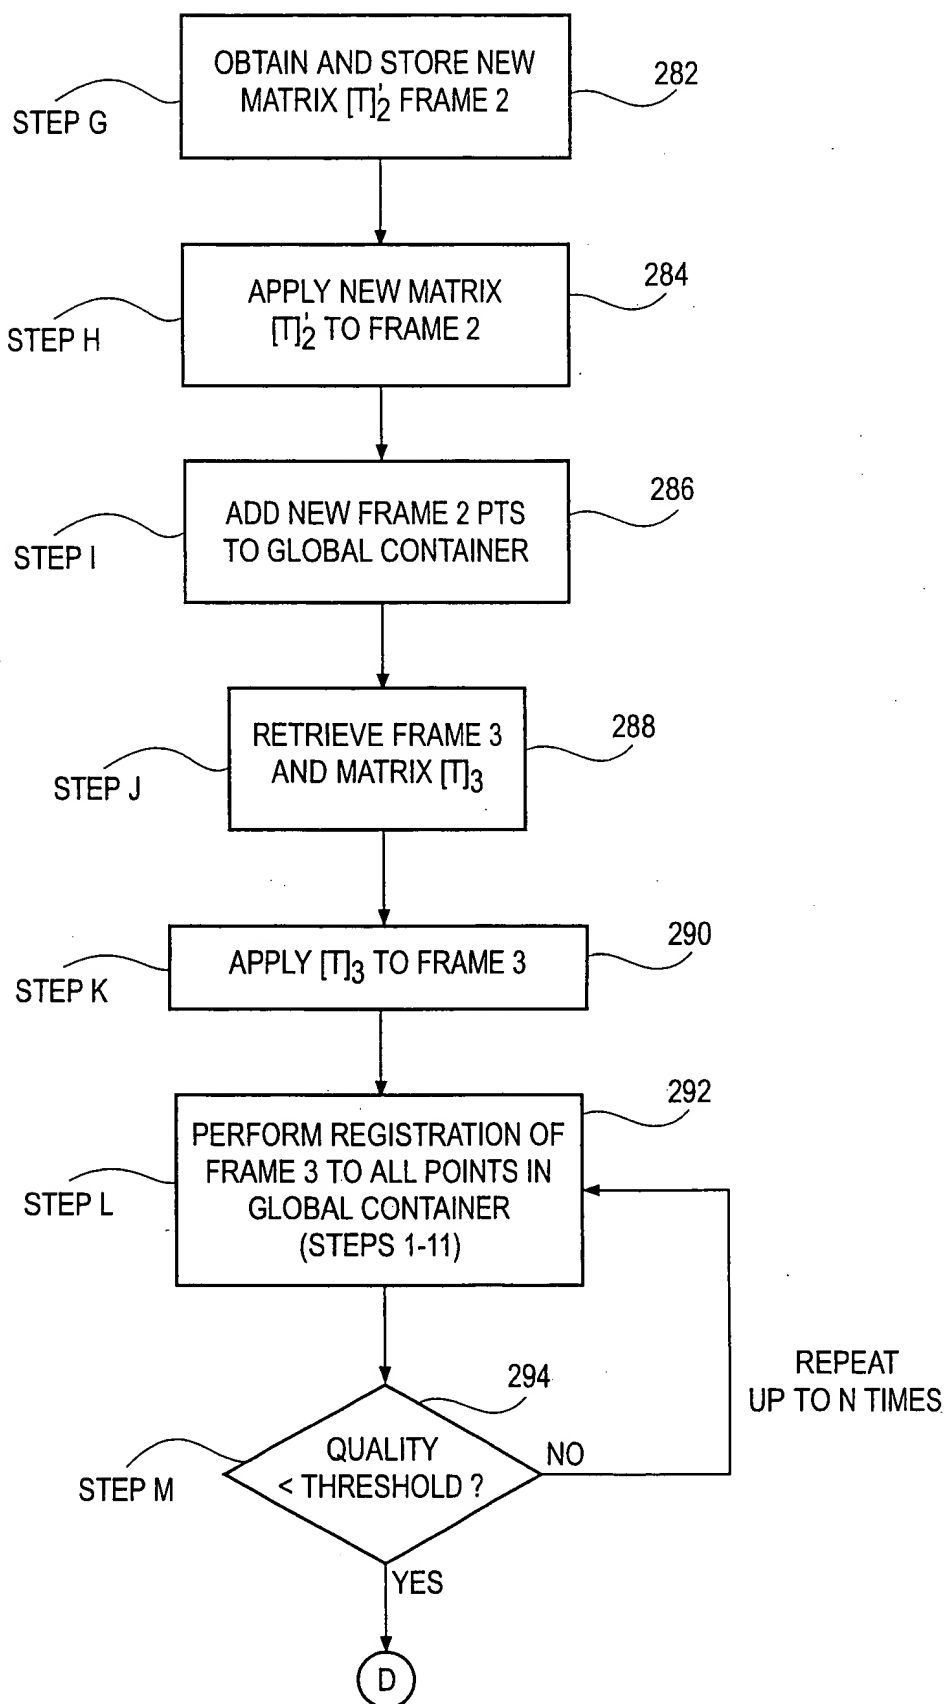 OBTAIN AND STORE NEW
MATRIX [T]'2 FRAME 2
282
STEP G
APPLY NEW MATRIX
[T]'2 TO FRAME 2
284
STEP H
ADD NEW FRAME 2 PTS
TO GLOBAL CONTAINER
286
STEP I
RETRIEVE FRAME 3
AND MATRIX [T]3
288
STEP J
APPLY [T]3 TO FRAME 3
290
STEP K
PERFORM REGISTRATION OF
FRAME 3 TO ALL POINTS IN
GLOBAL CONTAINER
(STEPS 1-11)
292
STEP L
REPEAT
UP TO N TIMES
QUALITY
< THRESHOLD ?
294
NO
STEP M
YES
D